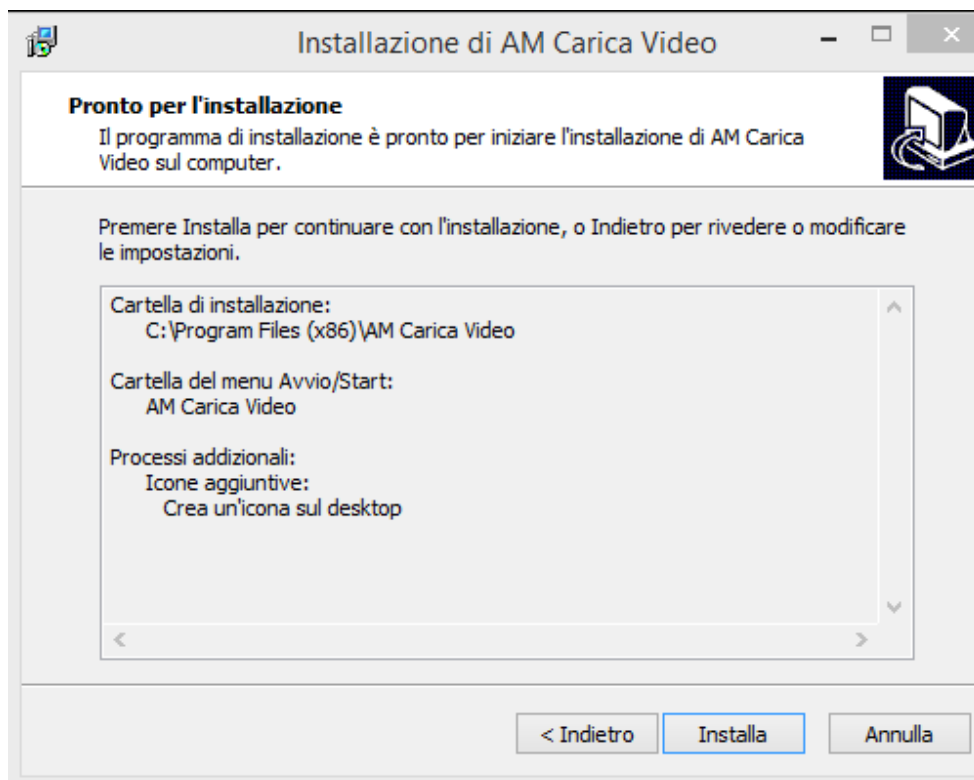 Installazione di AM Carica Video
Pronto per l'installazione
Il programma di installazione è pronto per iniziare l'installazione di AM Carica
Video sul computer.
Premere Installa per continuare con l'installazione, o Indietro per rivedere o modificare
le impostazioni.
Cartella di installazione:
C:\Program Files (x86)\AM Carica Video
Cartella del menu Avvio/Start:
AM Carica Video
Processi addizionali:
Icone aggiuntive:
Crea un'icona sul desktop
< Indietro
Installa
Annulla